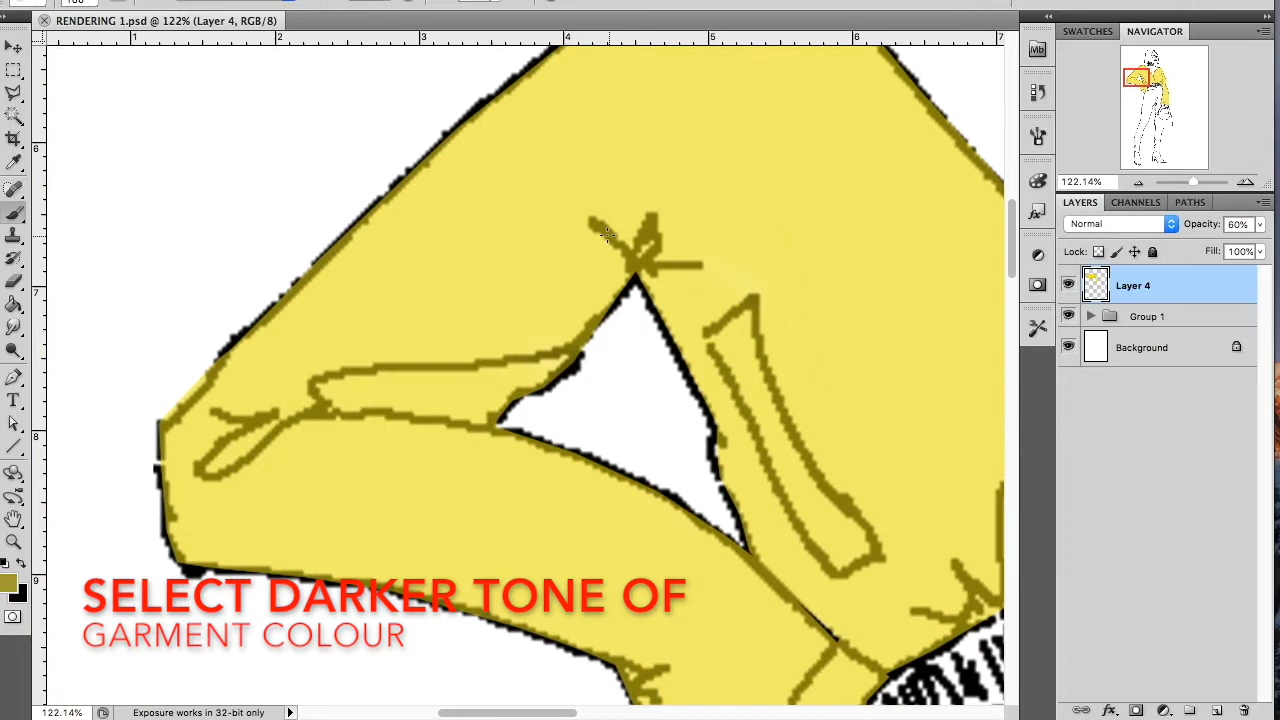 RENDERING 1.psd @ 122% (Layer 4, RGB/8)
1 2 3 4 5 6 7
6
7
8
9
SWATCHES NAVIGATOR
122.14%
LAYERS CHANNELS PATHS
Normal Opacity: 60%
Lock: Fill: 100%
Layer 4
Group 1
Background
SELECT DARKER TONE OF
GARMENT COLOUR
122.14% Exposure works in 32-bit only